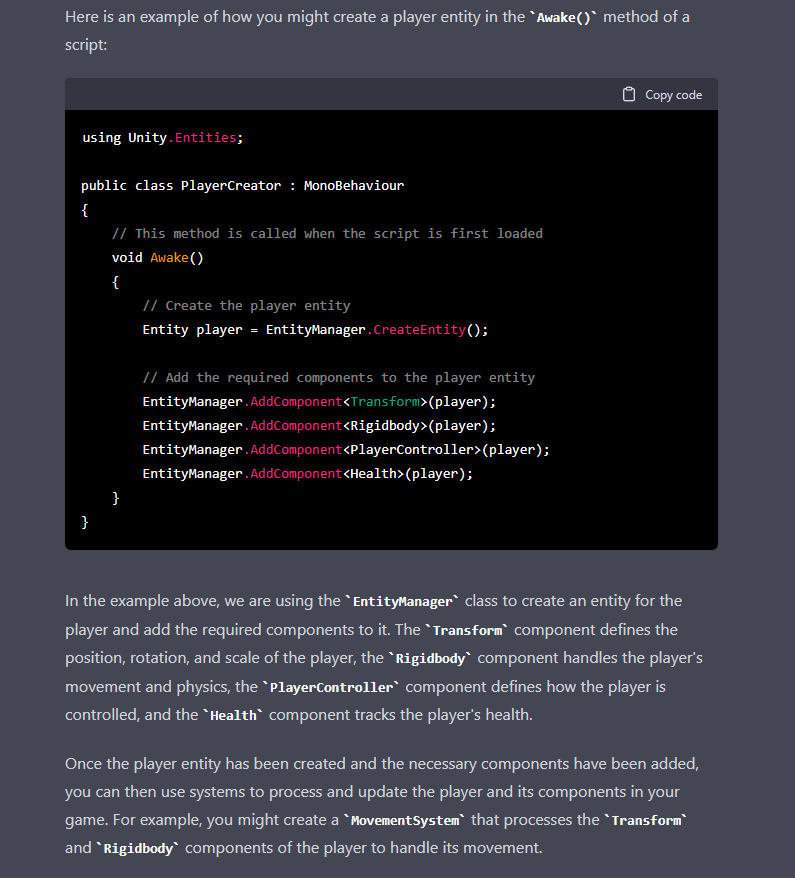 Here is an example of how you might create a player entity in the `Awake()` method of a
script:
Copy code
using Unity.Entities;
public class PlayerCreator : MonoBehaviour
{
// This method is called when the script is first loaded
void Awake()
{
// Create the player entity
Entity player = EntityManager.CreateEntity();
// Add the required components to the player entity
EntityManager.AddComponent<Transform>(player);
EntityManager.AddComponent<Rigidbody>(player);
EntityManager.AddComponent<PlayerController>(player);
EntityManager.AddComponent<Health>(player);
}
}
In the example above, we are using the `EntityManager` class to create an entity for the
player and add the required components to it. The `Transform` component defines the
position, rotation, and scale of the player, the `Rigidbody` component handles the player's
movement and physics, the `PlayerController` component defines how the player is
controlled, and the `Health` component tracks the player's health.
Once the player entity has been created and the necessary components have been added,
you can then use systems to process and update the player and its components in your
game. For example, you might create a `MovementSystem` that processes the `Transform`
and `Rigidbody` components of the player to handle its movement.